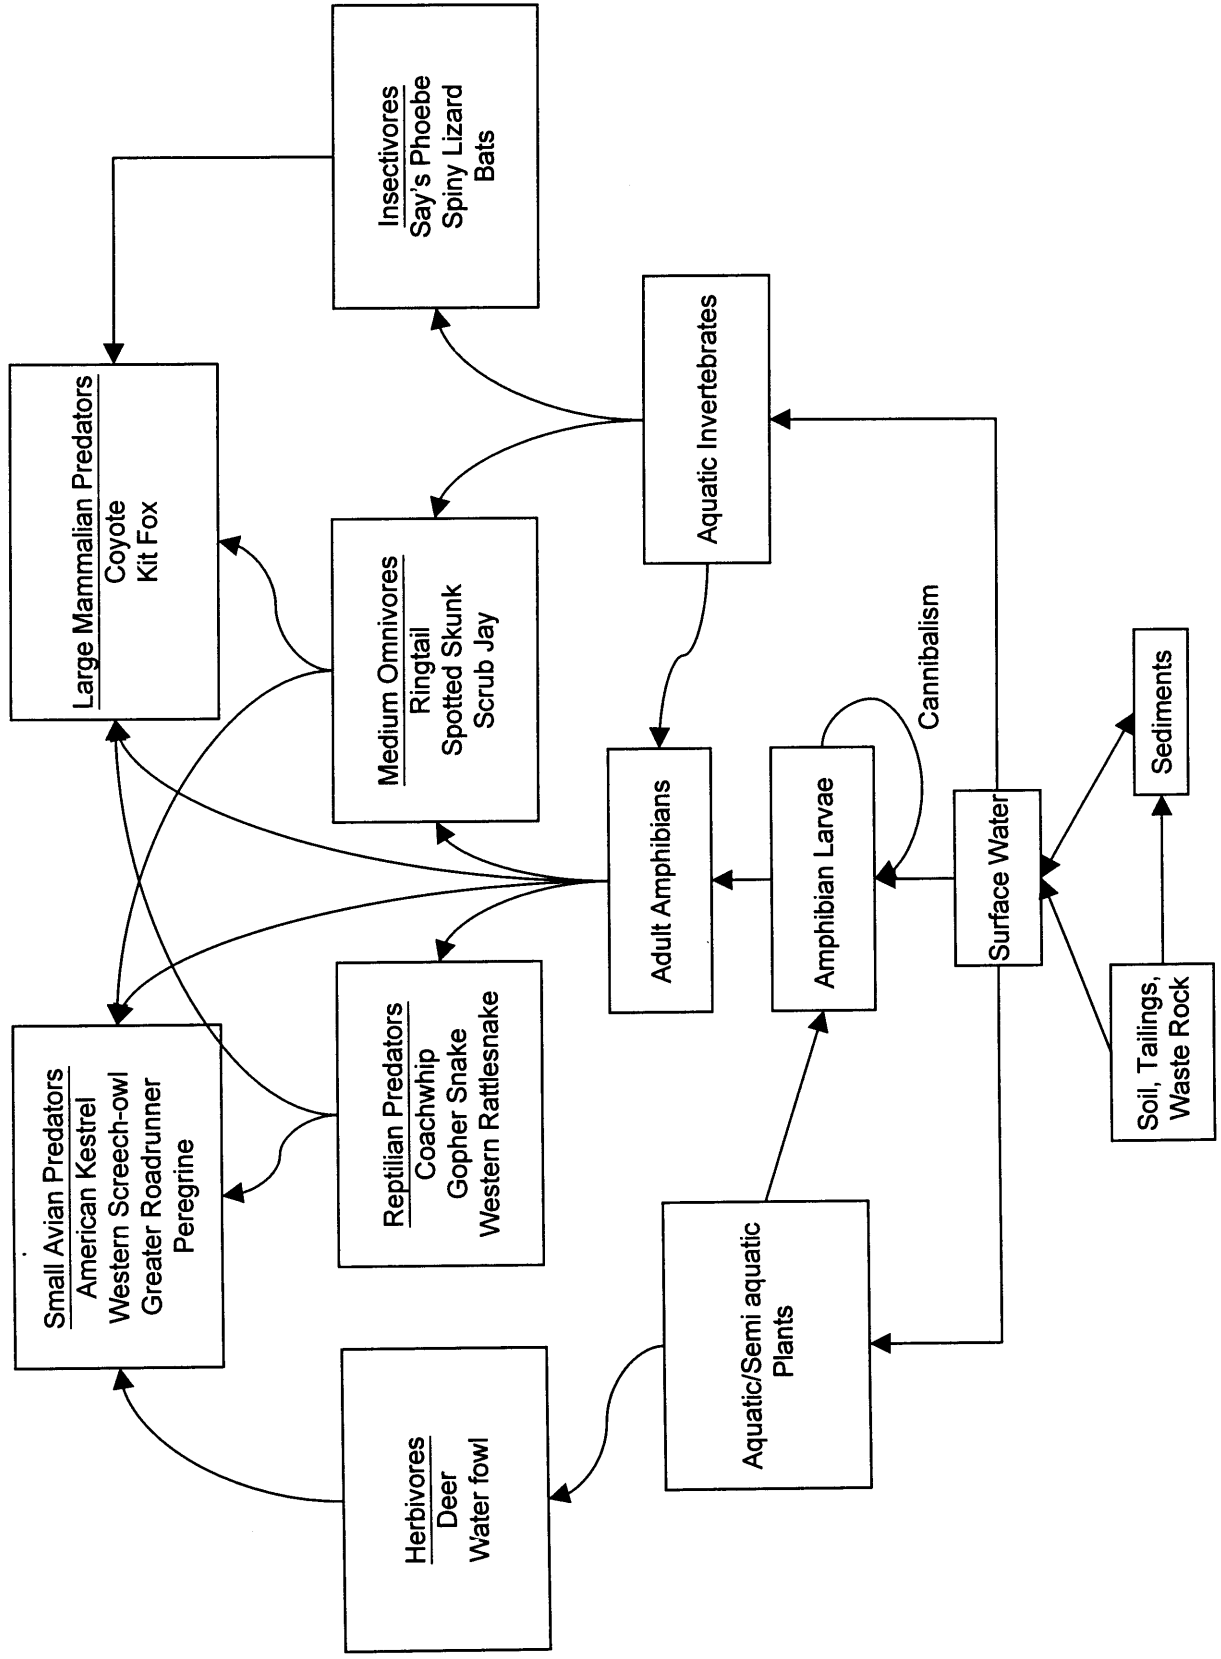 Small Avian Predators
American Kestrel
Western Screech-owl
Greater Roadrunner
Peregrine
Large Mammalian Predators
Coyote
Kit Fox
Herbivores
Deer
Water fowl
Reptilian Predators
Coachwhip
Gopher Snake
Western Rattlesnake
Medium Omnivores
Ringtail
Spotted Skunk
Scrub Jay
Insectivores
Say's Phoebe
Spiny Lizard
Bats
Aquatic/Semi aquatic
Plants
Adult Amphibians
Aquatic Invertebrates
Amphibian Larvae
Cannibalism
Surface Water
Soil, Tailings,
Waste Rock
Sediments